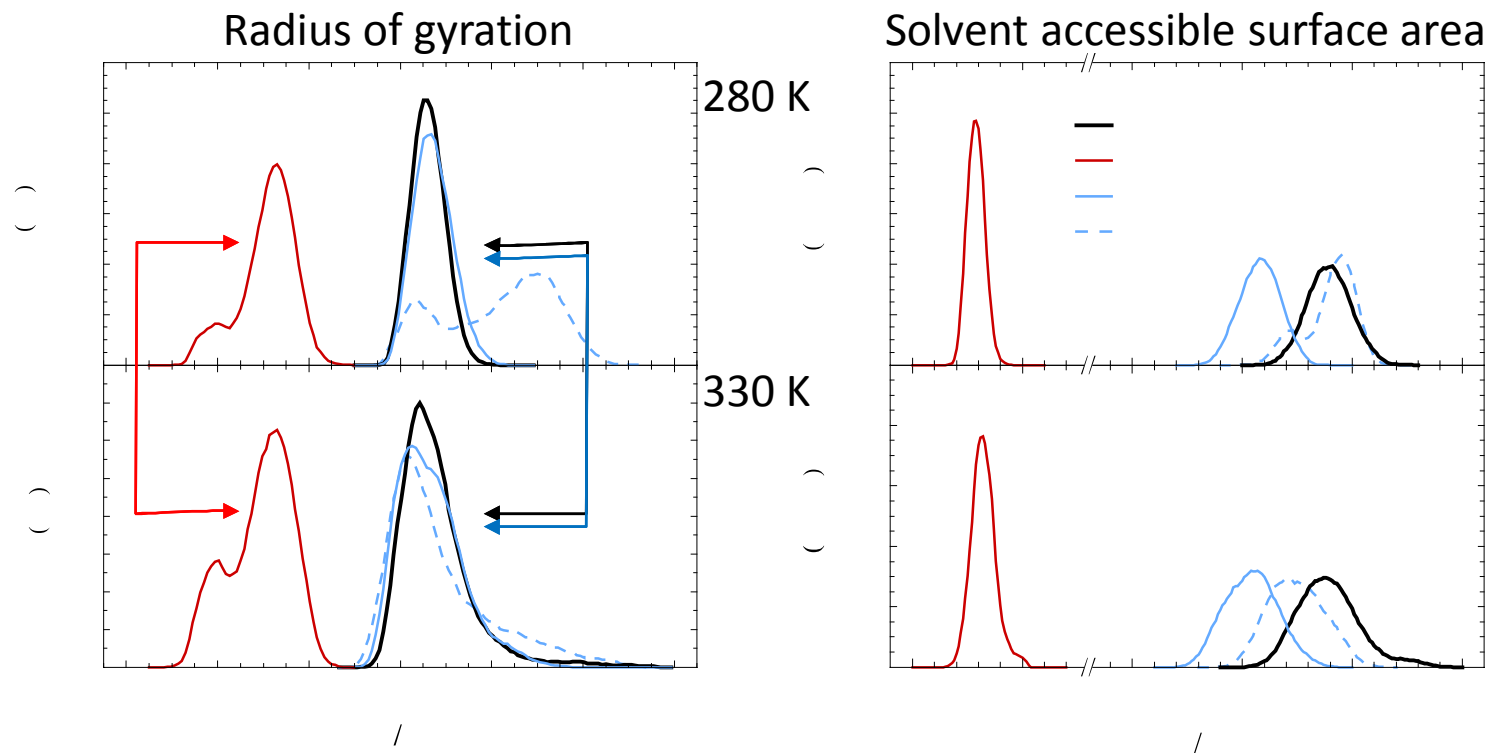 Radius of gyration
Solvent accessible surface area
280 K
( )
( )
330 K
( )
( )
/
/